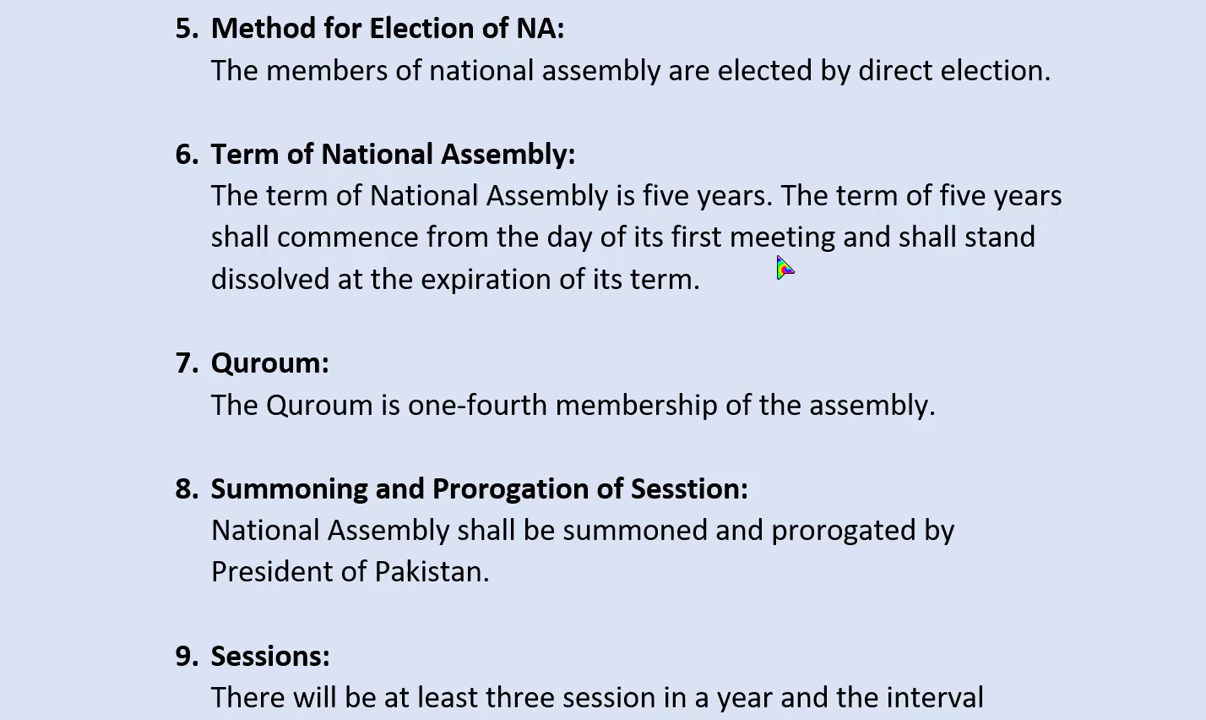 5. Method for Election of NA:
The members of national assembly are elected by direct election.
6. Term of National Assembly:
The term of National Assembly is five years. The term of five years
shall commence from the day of its first meeting and shall stand
dissolved at the expiration of its term.
7. Quroum:
The Quroum is one-fourth membership of the assembly.
8. Summoning and Prorogation of Sesstion:
National Assembly shall be summoned and prorogated by
President of Pakistan.
9. Sessions:
There will be at least three session in a year and the interval